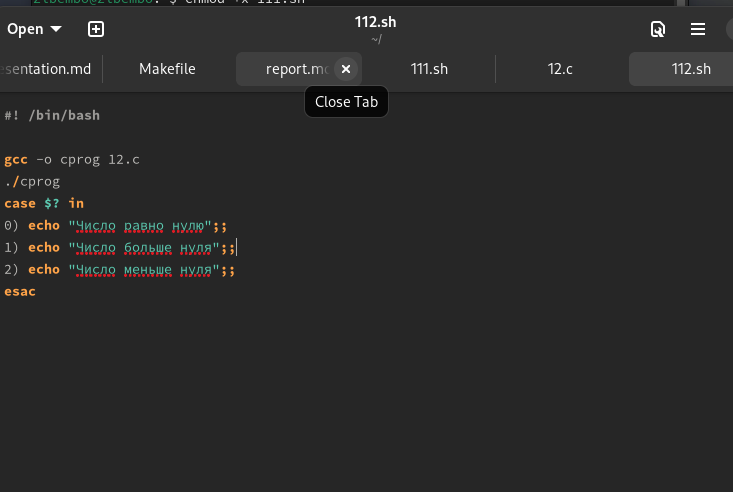 Open
112.sh
~/
esentation.md
Makefile
report.mc
111.sh
12.c
112.sh
Close Tab
#! /bin/bash
gcc -o cprog 12.c
./cprog
case $? in
0) echo "Число равно нулю";;
1) echo "Число больше нуля";;
2) echo "Число меньше нуля";;
esac